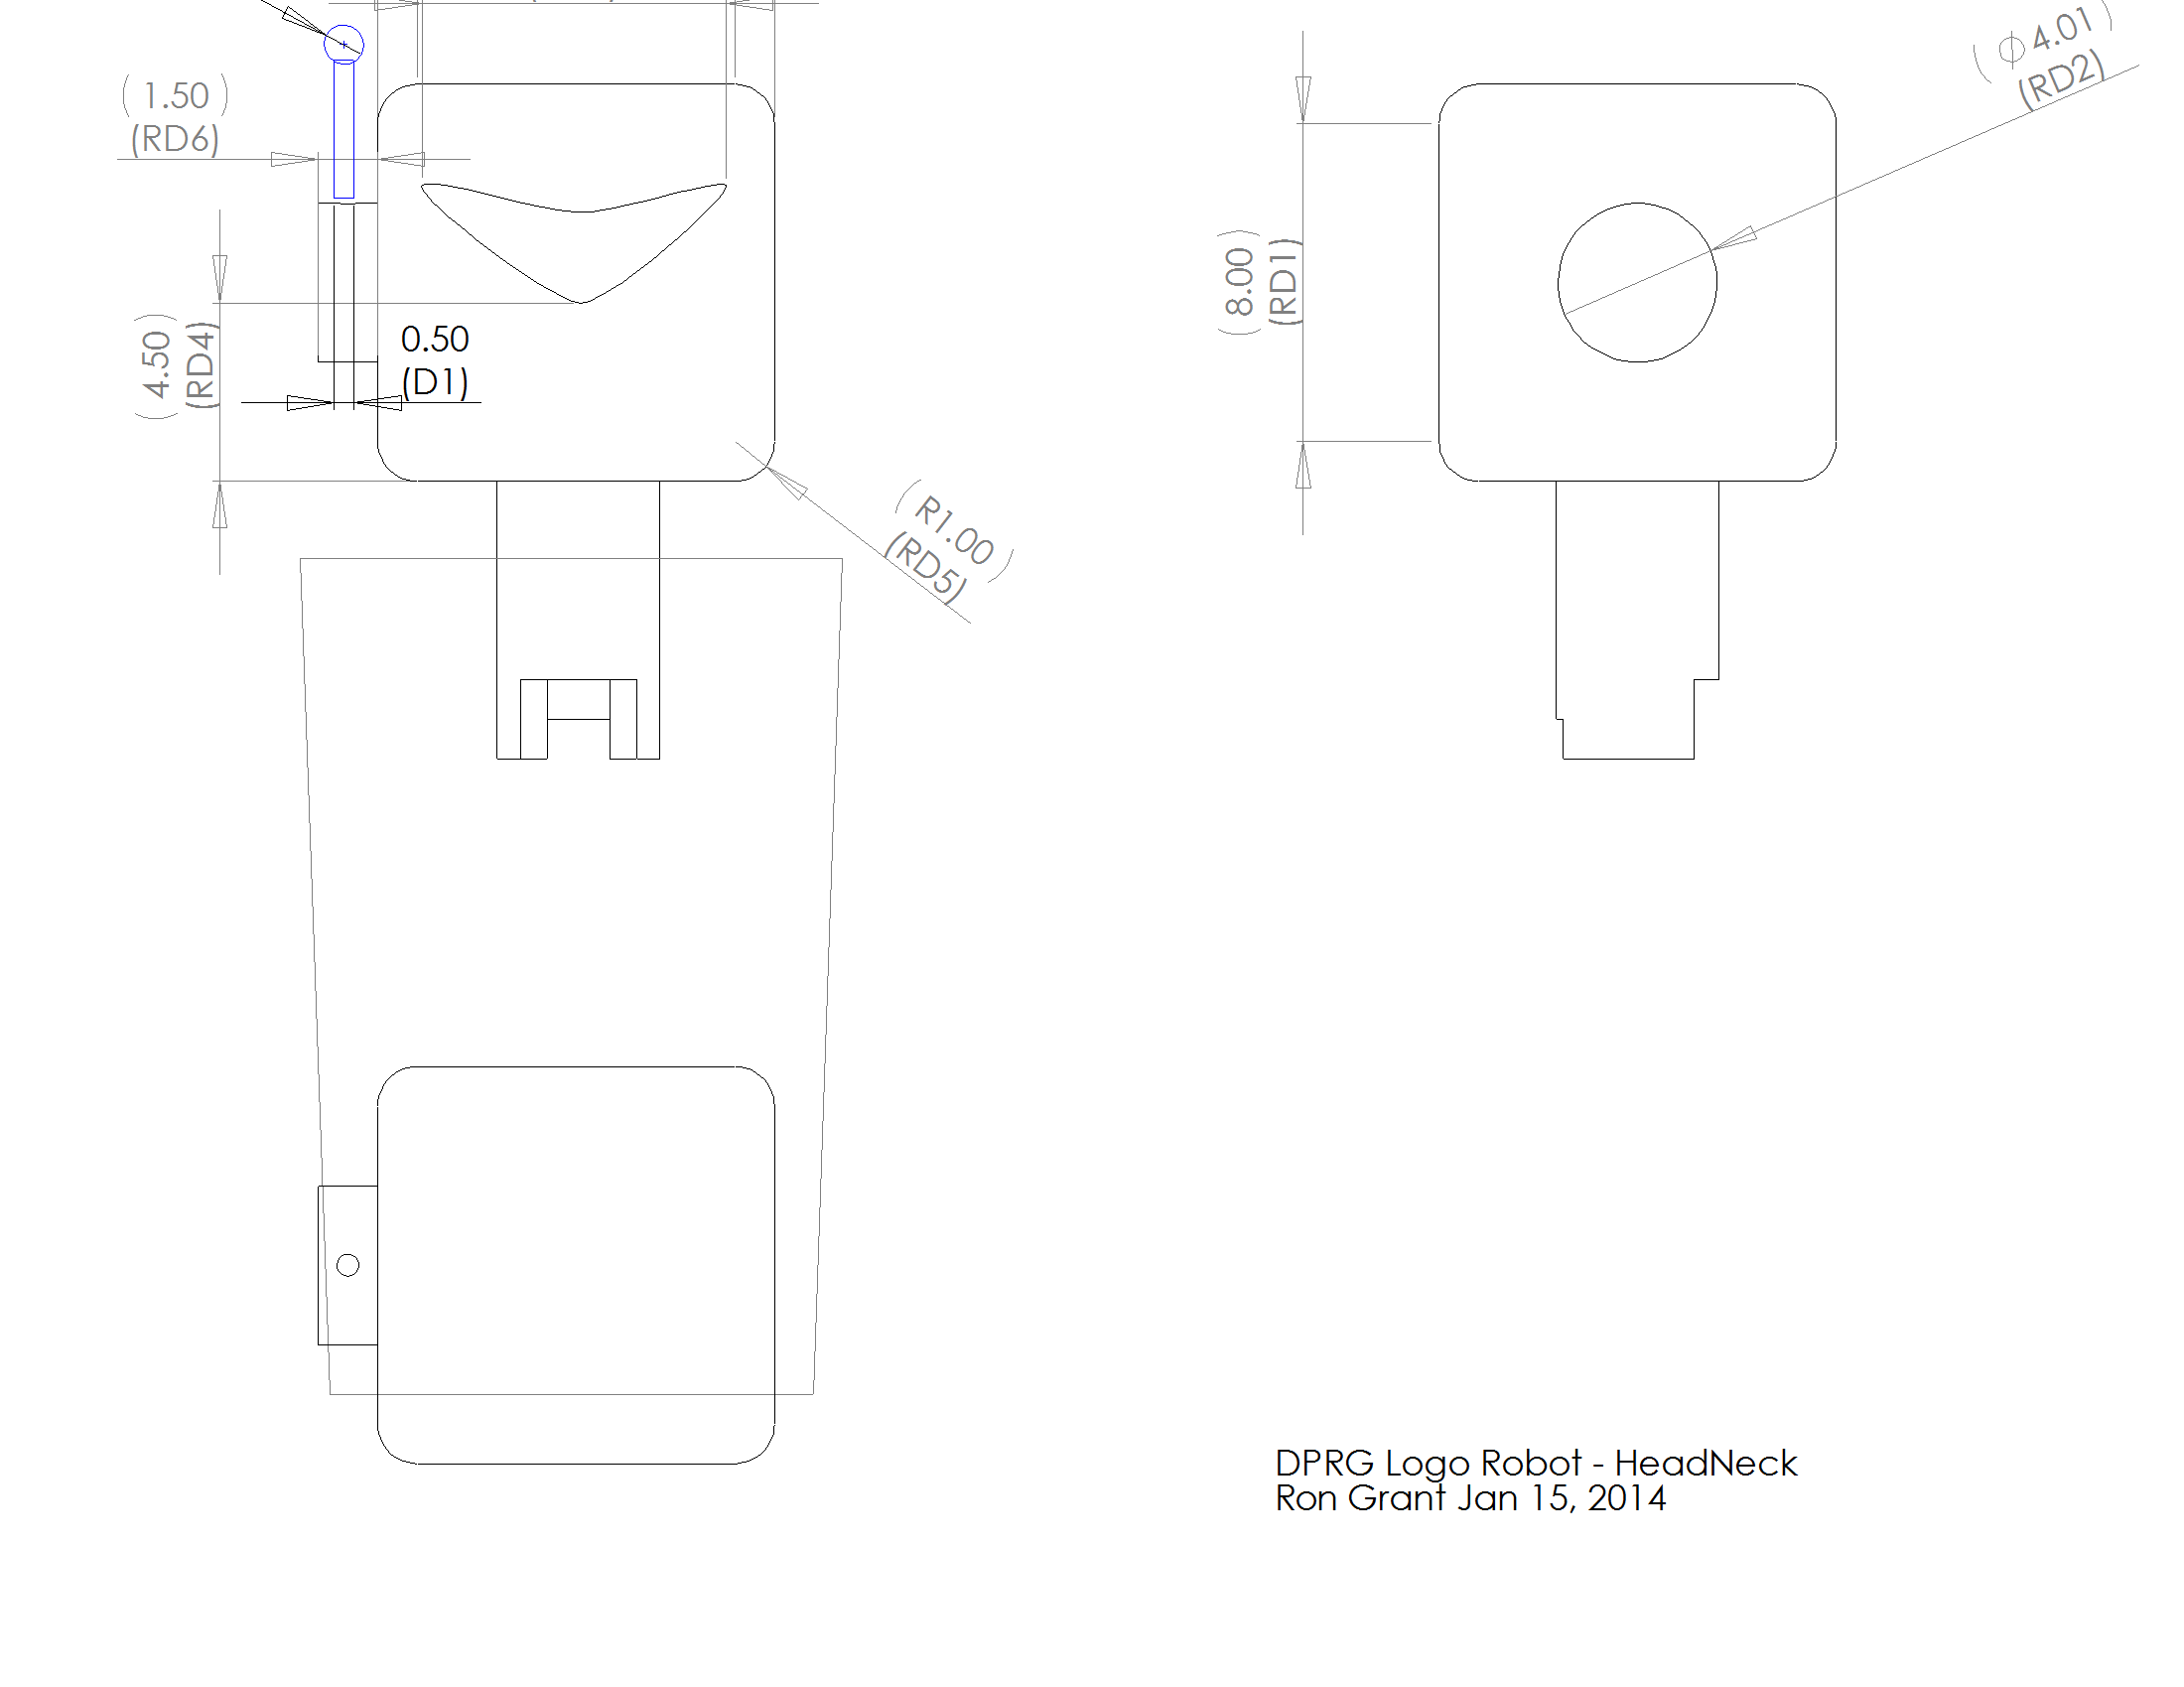 ( 1.50 )
(RD6)
( ⌀ 4.01 )
(RD2)
( 8.00 )
(RD1)
( 4.50 )
(RD4)
0.50
(D1)
( R1.00 )
(RD5)
DPRG Logo Robot - HeadNeck
Ron Grant Jan 15, 2014